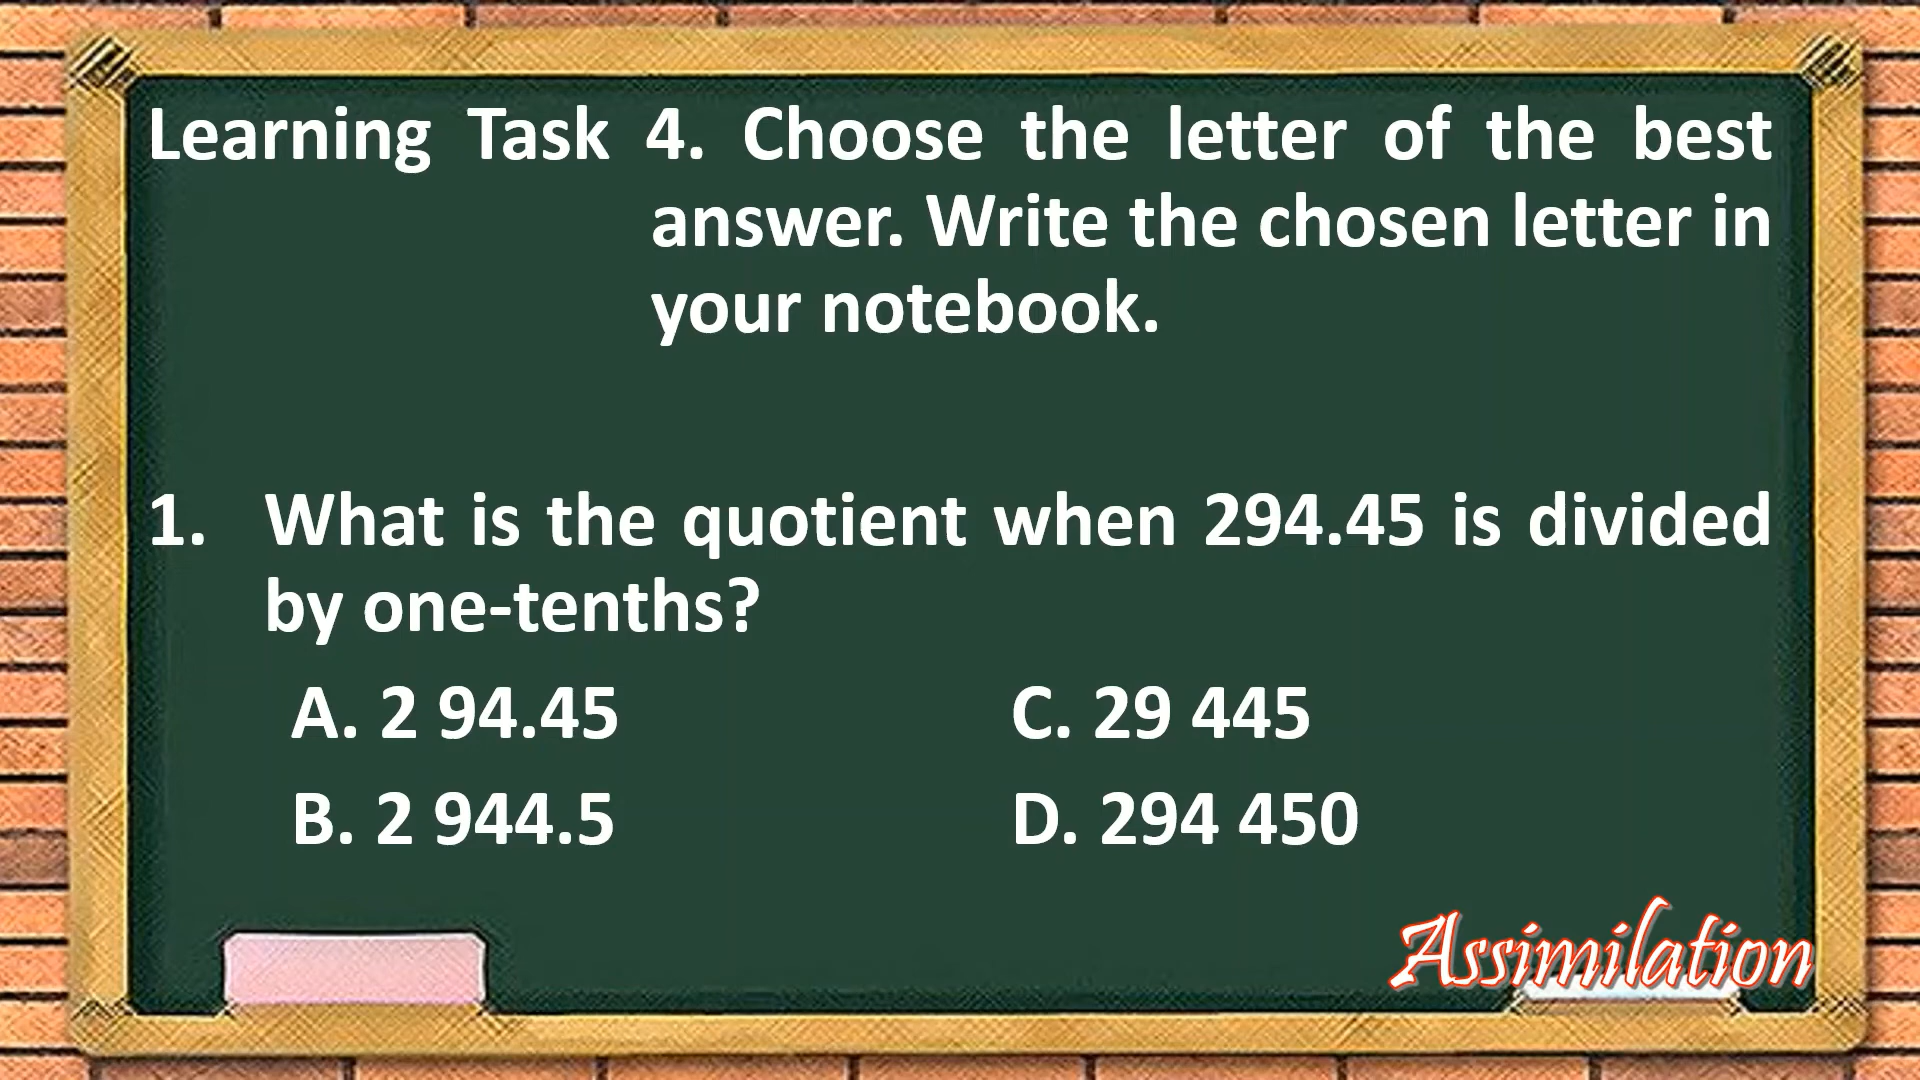 Learning Task 4. Choose the letter of the best
answer. Write the chosen letter in
your notebook.
1. What is the quotient when 294.45 is divided
by one-tenths?
A. 2 94.45 C. 29 445
B. 2 944.5 D. 294 450
Assimilation